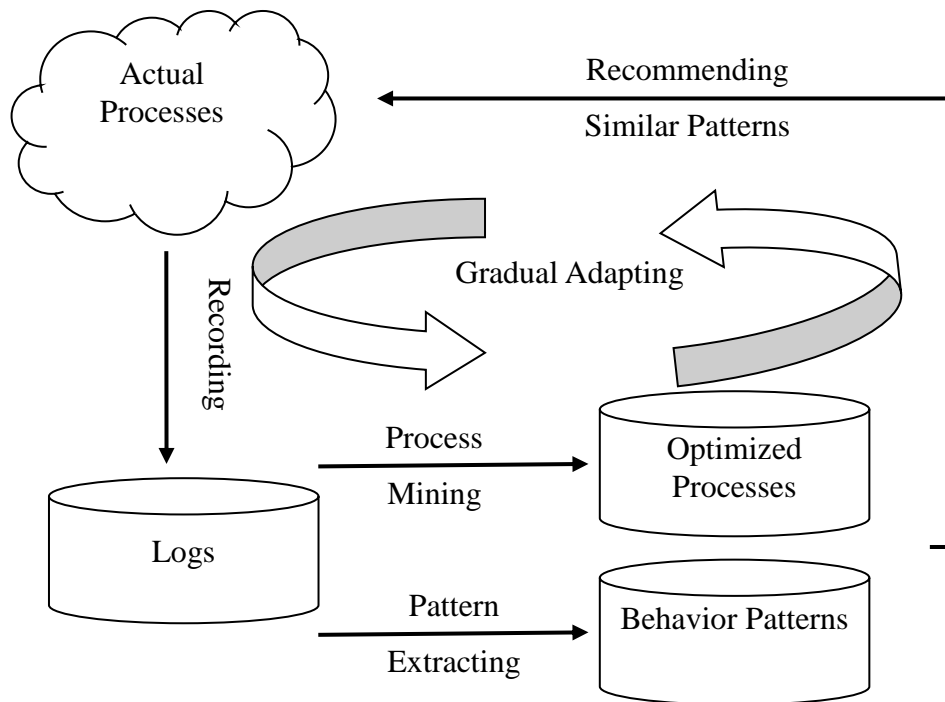 Actual
Processes
Recommending
Similar Patterns
Gradual Adapting
Recording
Process
Mining
Optimized
Processes
Logs
Pattern
Extracting
Behavior Patterns